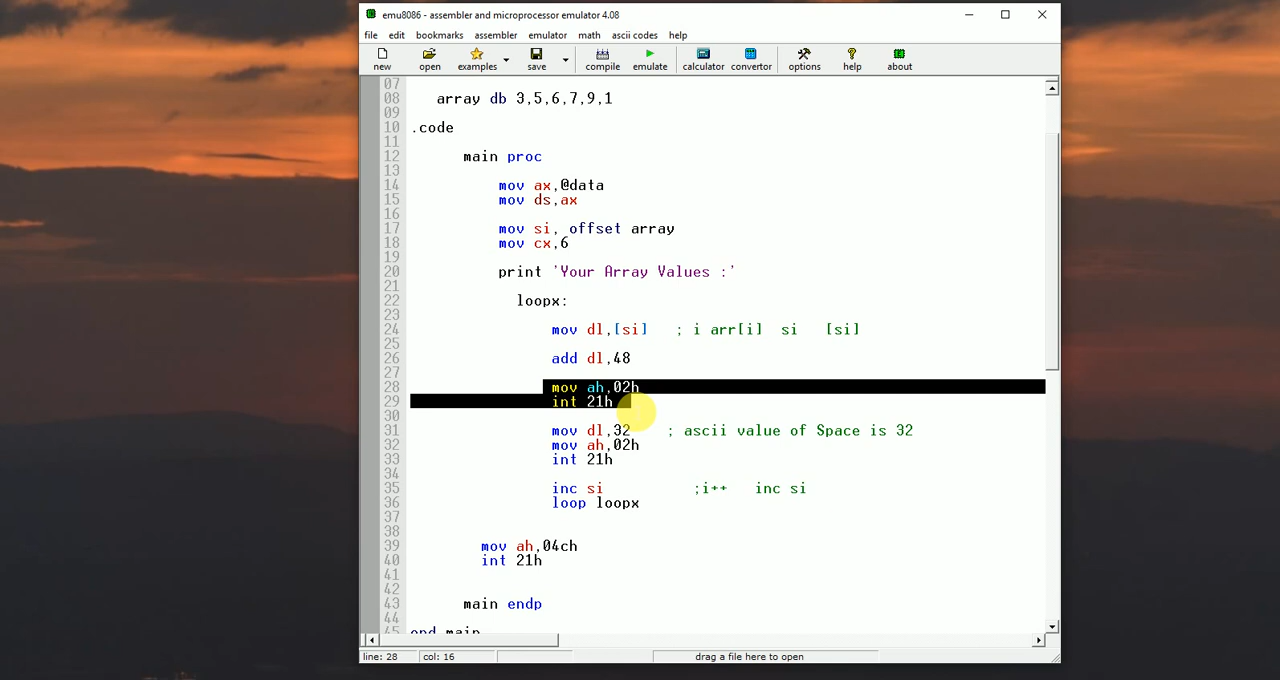 emu8086 - assembler and microprocessor emulator 4.08
file edit bookmarks assembler emulator math ascii codes help
new open examples save compile emulate calculator convertor options help about
07
08 array db 3,5,6,7,9,1
09
10 .code
11
12 main proc
13
14 mov ax,@data
15 mov ds,ax
16
17 mov si, offset array
18 mov cx,6
19
20 print 'Your Array Values :'
21
22 loopx:
23
24 mov dl,[si] ; i arr[i] si [si]
25
26 add dl,48
27
28 mov ah,02h
29 int 21h
30
31 mov dl,32 ; ascii value of Space is 32
32 mov ah,02h
33 int 21h
34
35 inc si ;i++ inc si
36 loop loopx
37
38
39 mov ah,04ch
40 int 21h
41
42
43 main endp
44
45 end main
line: 28 col: 16 drag a file here to open